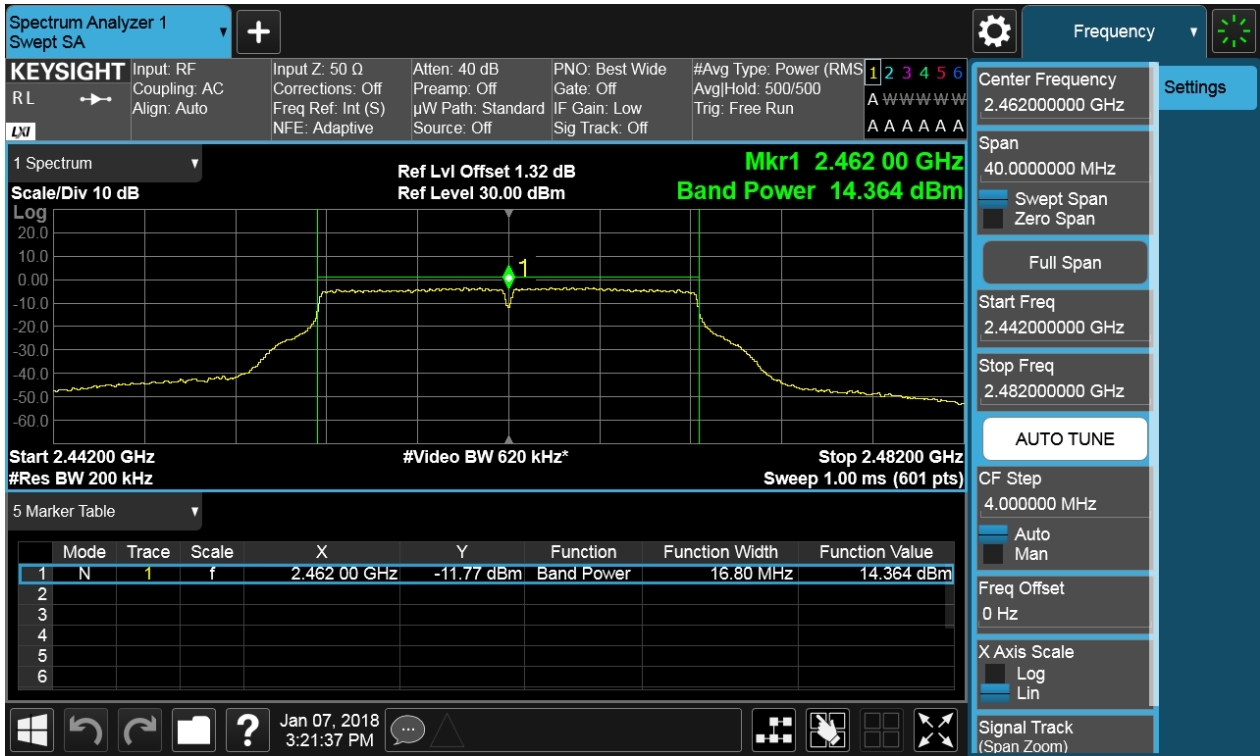 Spectrum Analyzer 1
Swept SA
Frequency
KEYSIGHT
R L
LXI
Input: RF
Coupling: AC
Align: Auto
Input Z: 50 Ω
Corrections: Off
Freq Ref: Int (S)
NFE: Adaptive
Atten: 40 dB
Preamp: Off
µW Path: Standard
Source: Off
PNO: Best Wide
Gate: Off
IF Gain: Low
Sig Track: Off
#Avg Type: Power (RMS
Avg|Hold: 500/500
Trig: Free Run
1 2 3 4 5 6
A W W W W W
A A A A A A
1 Spectrum
Scale/Div 10 dB
Ref Lvl Offset 1.32 dB
Ref Level 30.00 dBm
Mkr1 2.462 00 GHz
Band Power 14.364 dBm
Log
20.0
10.0
0.00
-10.0
-20.0
-30.0
-40.0
-50.0
-60.0
1
Start 2.44200 GHz
#Video BW 620 kHz*
Stop 2.48200 GHz
#Res BW 200 kHz
Sweep 1.00 ms (601 pts)
5 Marker Table
Mode Trace Scale X Y Function Function Width Function Value
1 N 1 f 2.462 00 GHz -11.77 dBm Band Power 16.80 MHz 14.364 dBm
2
3
4
5
6
Jan 07, 2018
3:21:37 PM
Center Frequency
2.462000000 GHz
Settings
Span
40.0000000 MHz
Swept Span
Zero Span
Full Span
Start Freq
2.442000000 GHz
Stop Freq
2.482000000 GHz
AUTO TUNE
CF Step
4.000000 MHz
Auto
Man
Freq Offset
0 Hz
X Axis Scale
Log
Lin
Signal Track
(Span Zoom)